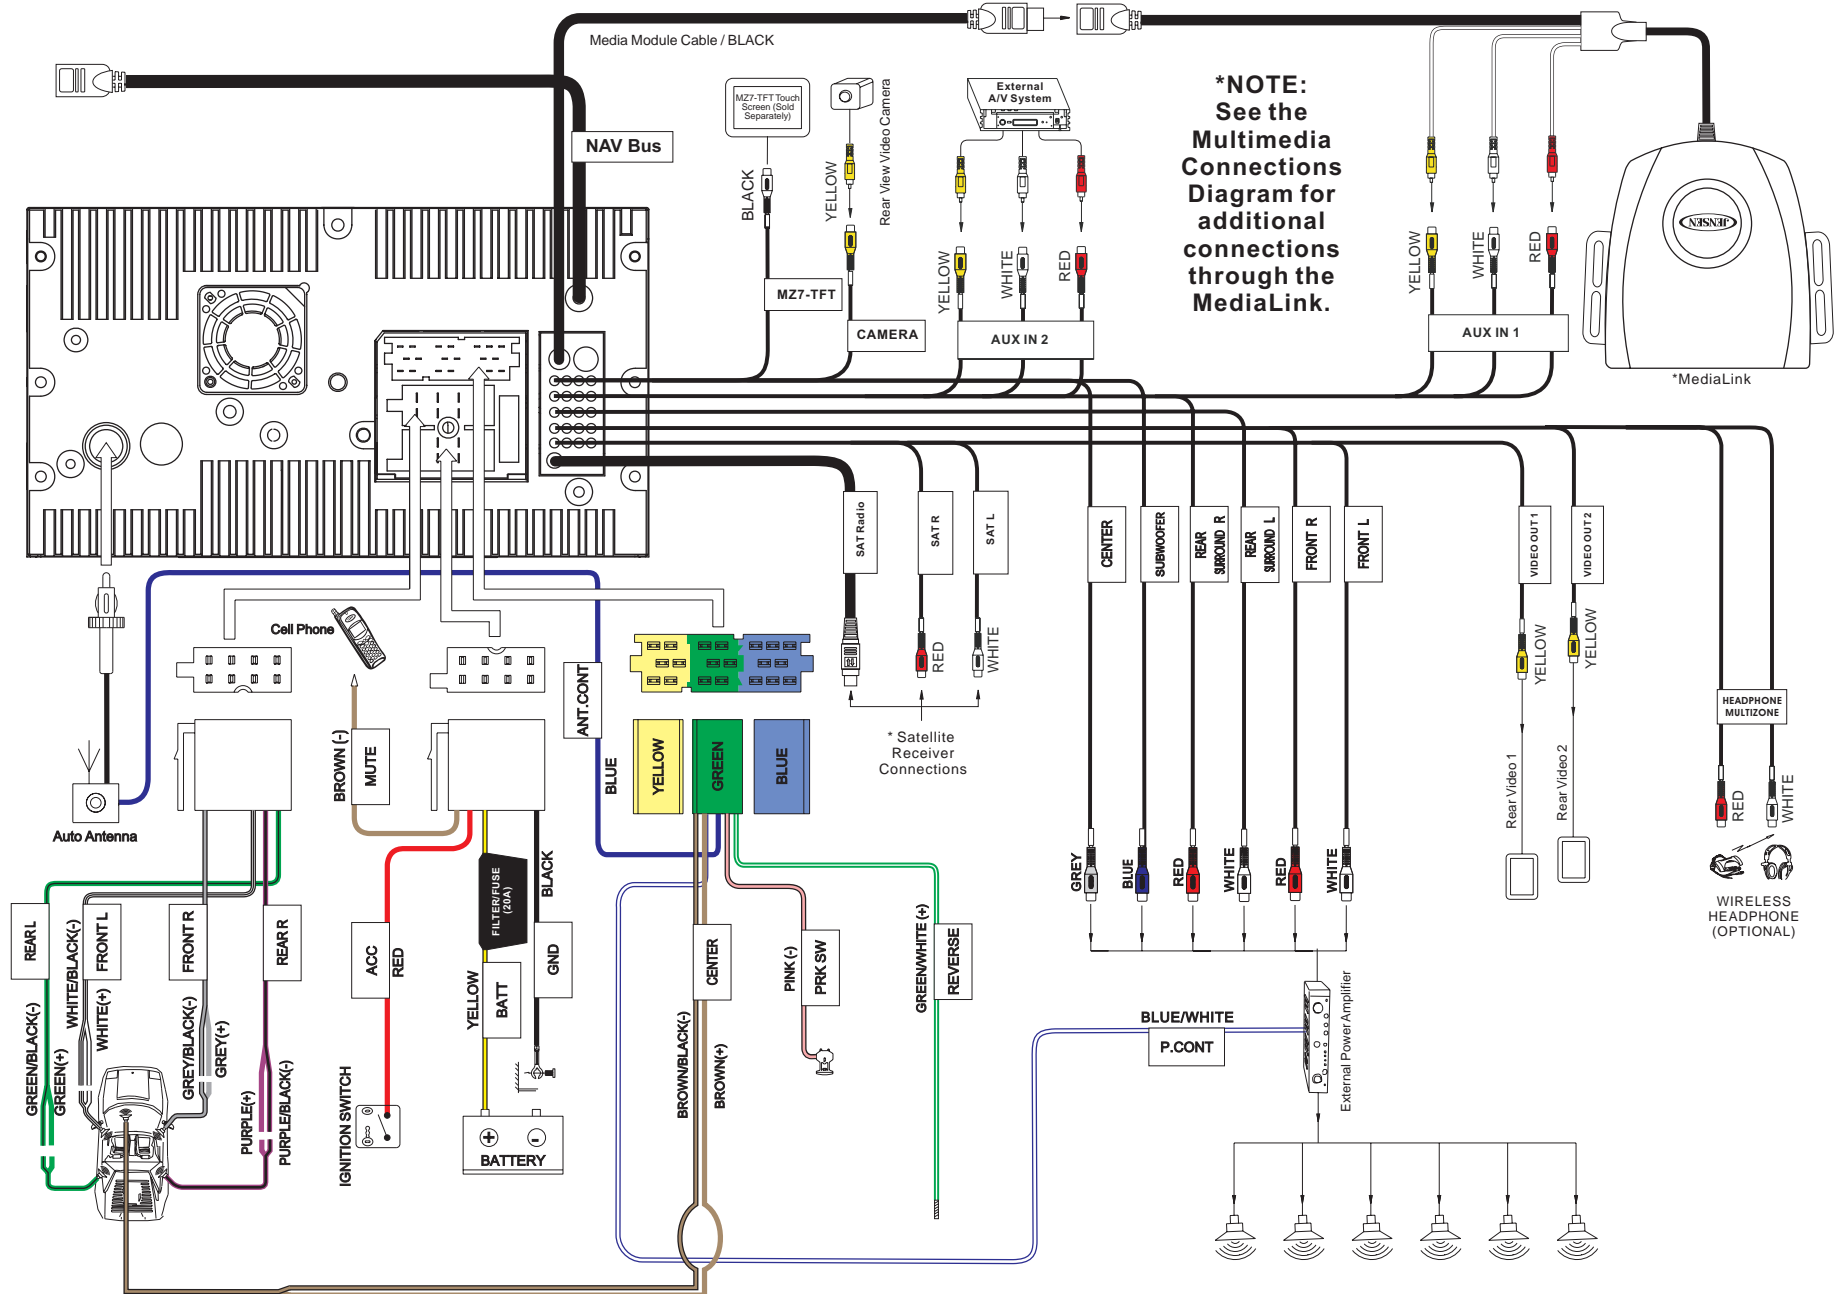 Media Module Cable / BLACK
NAV Bus
MZ7-TFT Touch
Screen (Sold
Separately)
Rear View Video Camera
BLACK
YELLOW
MZ7-TFT
CAMERA
External
A/V System
YELLOW
WHITE
RED
AUX IN 2
*NOTE:
See the
Multimedia
Connections
Diagram for
additional
connections
through the
MediaLink.
YELLOW
WHITE
RED
AUX IN 1
JENSEN
*MediaLink
SAT Radio
SAT R
SAT L
RED
WHITE
* Satellite
Receiver
Connections
CENTER
SUBWOOFER
REAR
SURROUND R
REAR
SURROUND L
FRONT R
FRONT L
GREY
BLUE
RED
WHITE
RED
WHITE
VIDEO OUT 1
VIDEO OUT 2
YELLOW
YELLOW
Rear Video 1
Rear Video 2
HEADPHONE
MULTIZONE
RED
WHITE
WIRELESS
HEADPHONE
(OPTIONAL)
Cell Phone
ANT.CONT
BLUE
BROWN (-)
MUTE
YELLOW
GREEN
BLUE
Auto Antenna
REAR L
WHITE/BLACK(-)
FRONT L
FRONT R
REAR R
GREEN/BLACK(-)
GREEN(+)
WHITE(+)
GREY/BLACK(-)
GREY(+)
PURPLE(+)
PURPLE/BLACK(-)
ACC
RED
IGNITION SWITCH
FILTER/FUSE
(20A)
BLACK
GND
YELLOW
BATT
BATTERY
CENTER
BROWN/BLACK(-)
BROWN(+)
PINK (-)
PRK SW
GREEN/WHITE (+)
REVERSE
BLUE/WHITE
P.CONT
External Power Amplifier